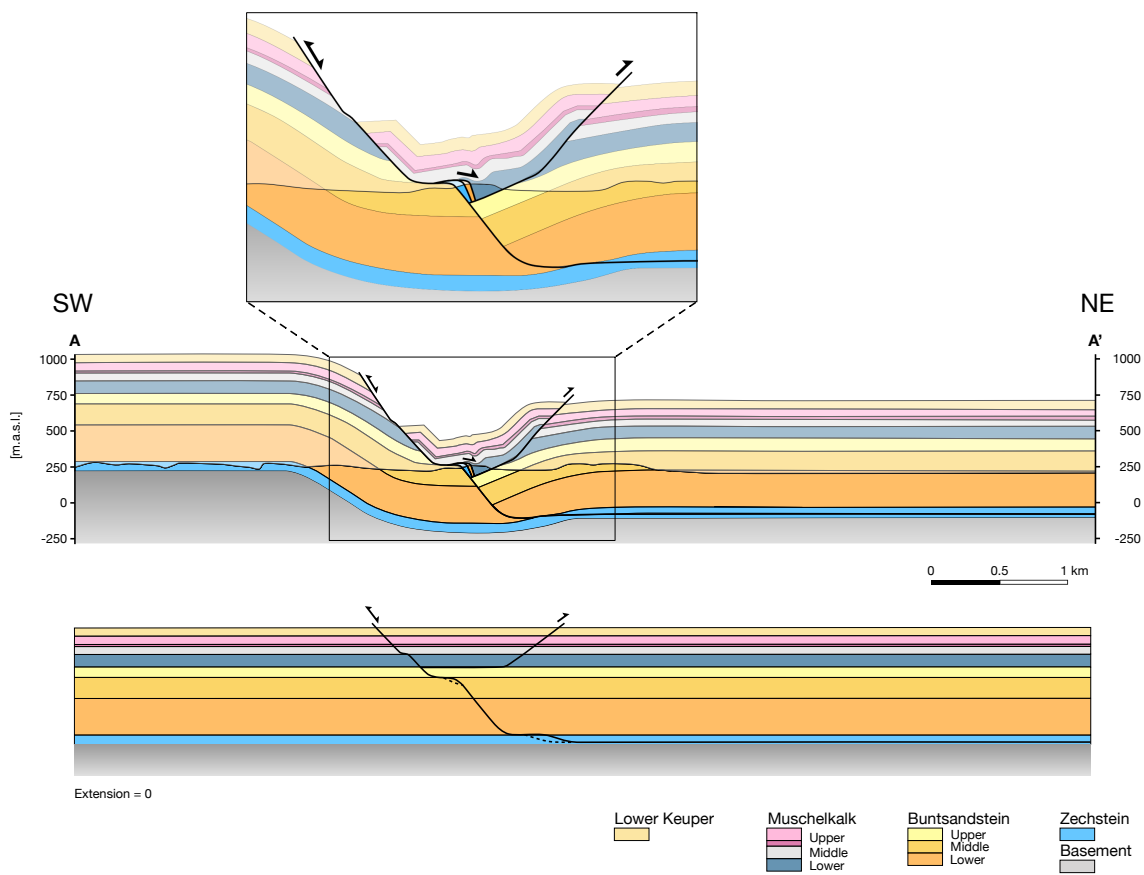 SW
NE
A
A'
1000
750
500
250
0
-250
[m.a.s.l.]
1000
750
500
250
0
-250
0
0.5
1 km
Extension = 0
Lower Keuper
Muschelkalk
Upper
Middle
Lower
Buntsandstein
Upper
Middle
Lower
Zechstein
Basement